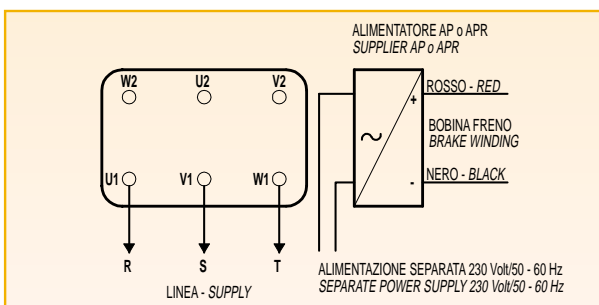 ALIMENTATORE AP o APR
SUPPLIER AP o APR
W2 U2 V2
ROSSO - RED
+
BOBINA FRENO
BRAKE WINDING
~
U1 V1 W1
NERO - BLACK
-
R S T
LINEA - SUPPLY
ALIMENTAZIONE SEPARATA 230 Volt/50 - 60 Hz
SEPARATE POWER SUPPLY 230 Volt/50 - 60 Hz